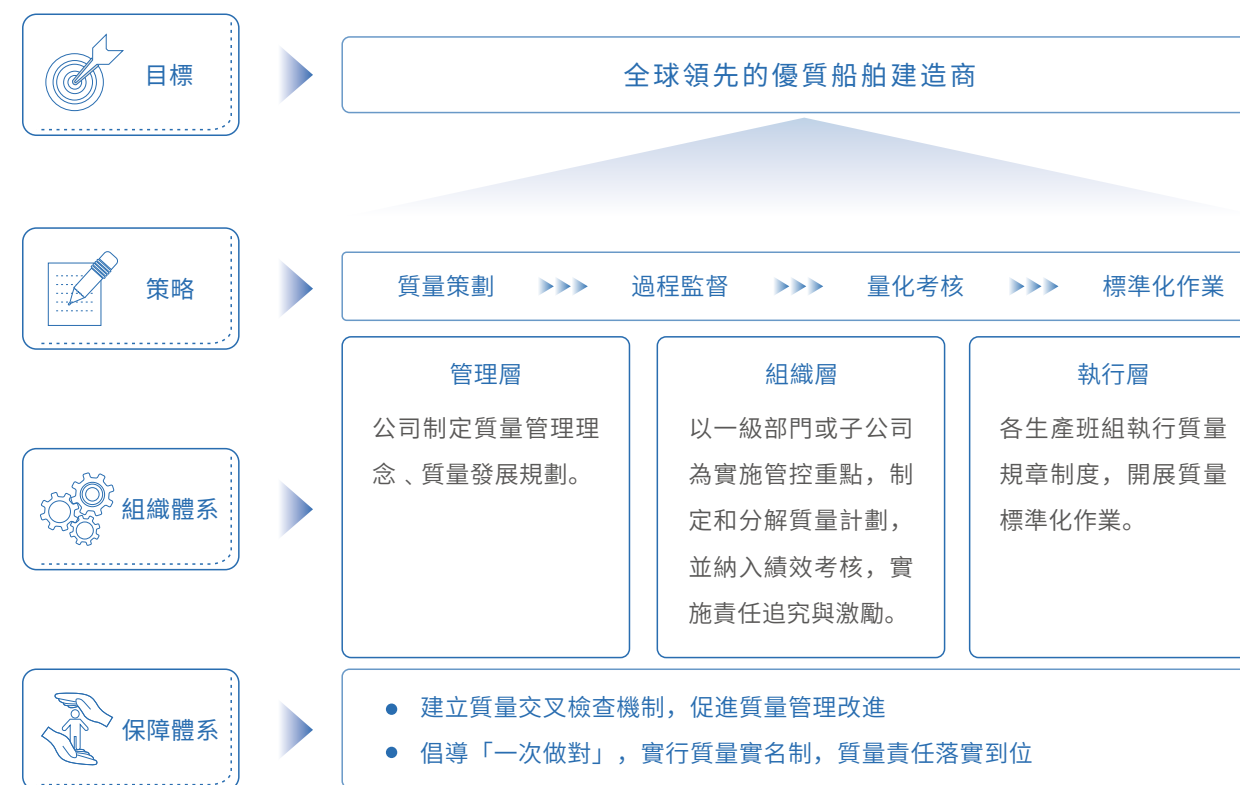 目標
全球領先的優質船舶建造商
策略
質量策劃
過程監督
量化考核
標準化作業
組織體系
管理層
公司制定質量管理理
念、質量發展規劃。
組織層
以一級部門或子公司
為實施管控重點，制
定和分解質量計劃，
並納入績效考核，實
施責任追究與激勵。
執行層
各生產班組執行質量
規章制度，開展質量
標準化作業。
保障體系
建立質量交叉檢查機制，促進質量管理改進
倡導「一次做對」，實行質量實名制，質量責任落實到位